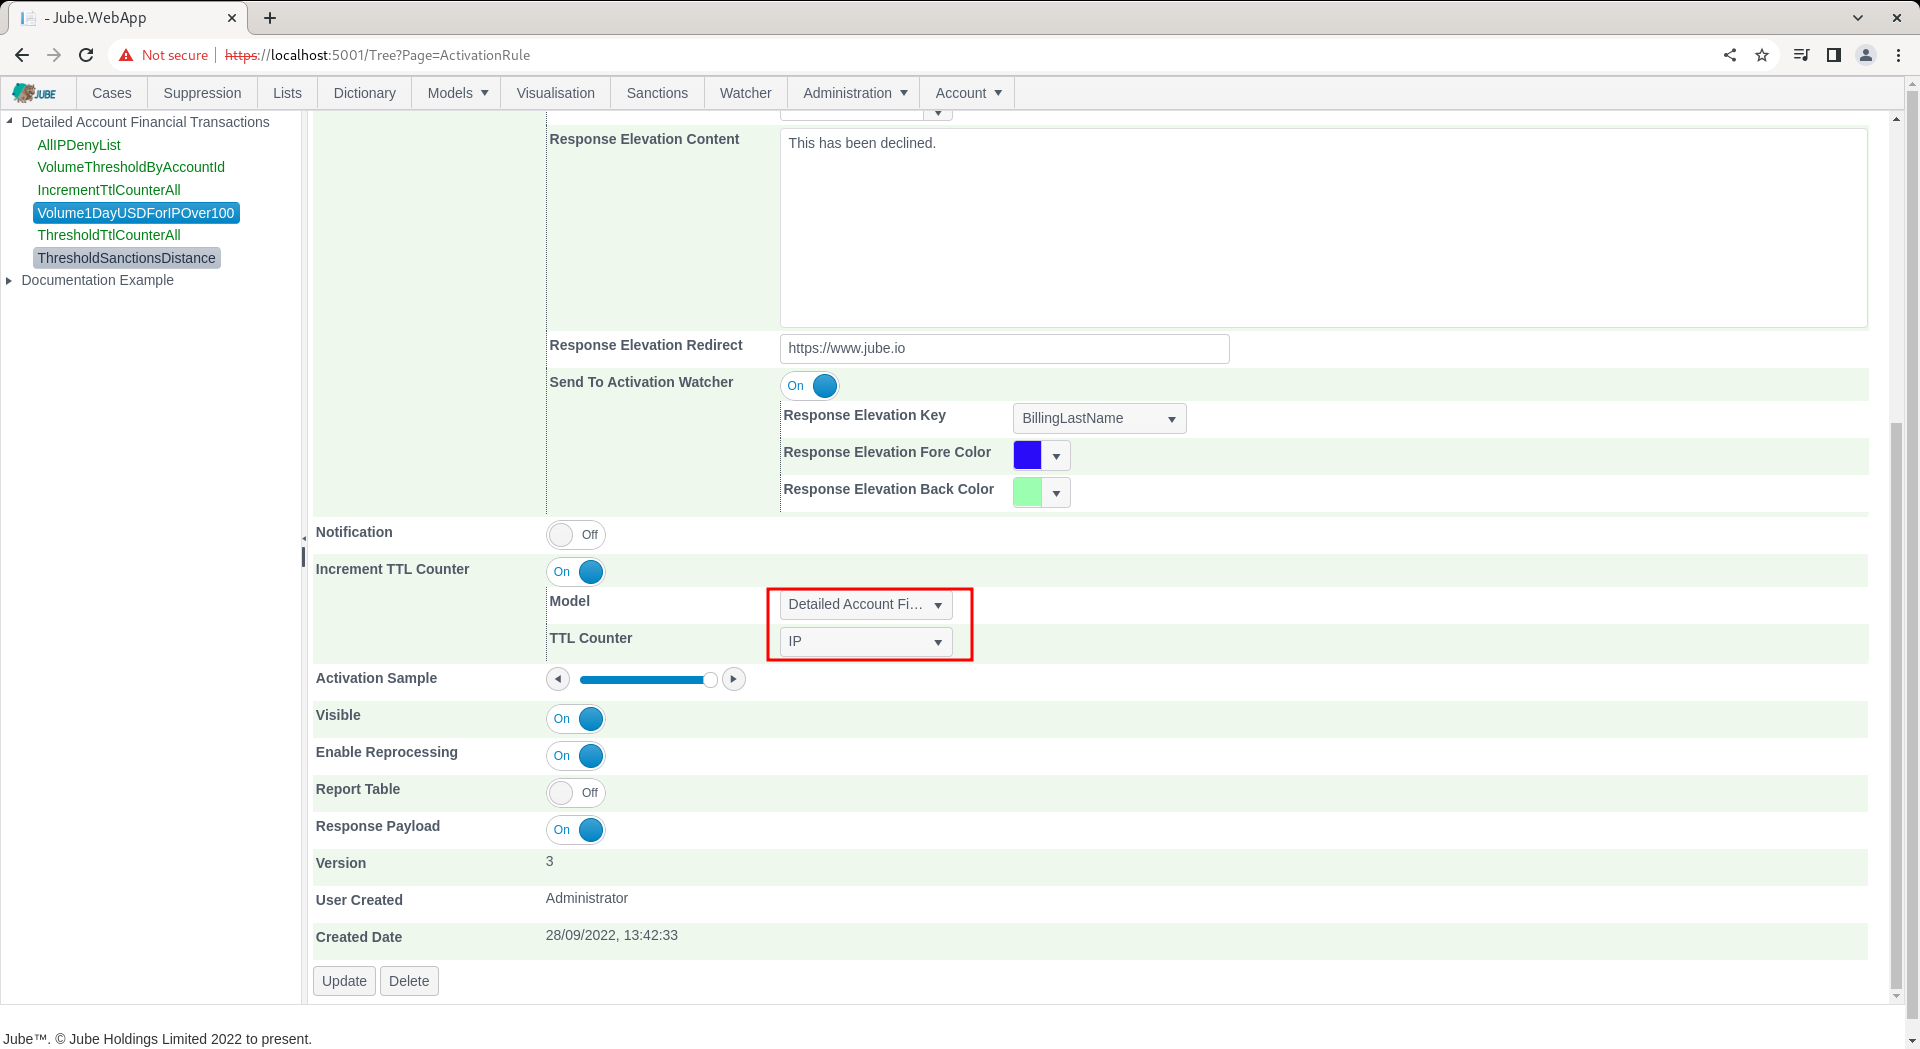 - Jube.WebApp
Not secure https://localhost:5001/Tree?Page=ActivationRule
JUBE Cases Suppression Lists Dictionary Models Visualisation Sanctions Watcher Administration Account
Detailed Account Financial Transactions
AllIPDenyList
VolumeThresholdByAccountId
IncrementTtlCounterAll
Volume1DayUSDForIPOver100
ThresholdTtlCounterAll
ThresholdSanctionsDistance
Documentation Example
Response Elevation Content This has been declined.
Response Elevation Redirect https://www.jube.io
Send To Activation Watcher On
Response Elevation Key BillingLastName
Response Elevation Fore Color
Response Elevation Back Color
Notification Off
Increment TTL Counter On
Model Detailed Account Fi...
TTL Counter IP
Activation Sample
Visible On
Enable Reprocessing On
Report Table Off
Response Payload On
Version 3
User Created Administrator
Created Date 28/09/2022, 13:42:33
Update Delete
Jube™. © Jube Holdings Limited 2022 to present.